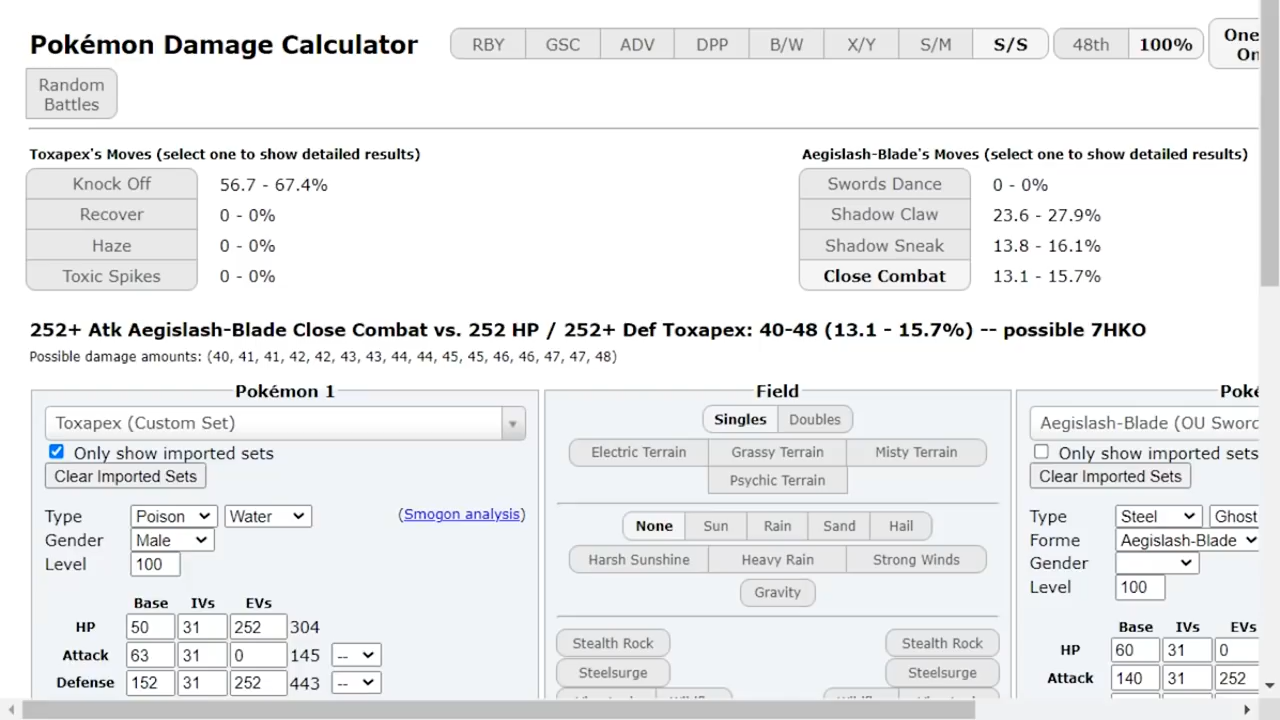 Pokémon Damage Calculator
RBY GSC ADV DPP B/W X/Y S/M S/S
48th 100%
One
On
Random
Battles
Toxapex's Moves (select one to show detailed results)
Knock Off 56.7 - 67.4%
Recover 0 - 0%
Haze 0 - 0%
Toxic Spikes 0 - 0%
Aegislash-Blade's Moves (select one to show detailed results)
Swords Dance 0 - 0%
Shadow Claw 23.6 - 27.9%
Shadow Sneak 13.8 - 16.1%
Close Combat 13.1 - 15.7%
252+ Atk Aegislash-Blade Close Combat vs. 252 HP / 252+ Def Toxapex: 40-48 (13.1 - 15.7%) -- possible 7HKO
Possible damage amounts: (40, 41, 41, 42, 42, 43, 43, 44, 44, 45, 45, 46, 46, 47, 47, 48)
Pokémon 1
Toxapex (Custom Set)
Only show imported sets
Clear Imported Sets
Type Poison Water (Smogon analysis)
Gender Male
Level 100
Base IVs EVs
HP 50 31 252 304
Attack 63 31 0 145 --
Defense 152 31 252 443 --
Field
Singles Doubles
Electric Terrain Grassy Terrain Misty Terrain
Psychic Terrain
None Sun Rain Sand Hail
Harsh Sunshine Heavy Rain Strong Winds
Gravity
Stealth Rock Stealth Rock
Steelsurge Steelsurge
Poké
Aegislash-Blade (OU Sword
Only show imported sets
Clear Imported Sets
Type Steel Ghost
Forme Aegislash-Blade
Gender
Level 100
Base IVs EVs
HP 60 31 0
Attack 140 31 252